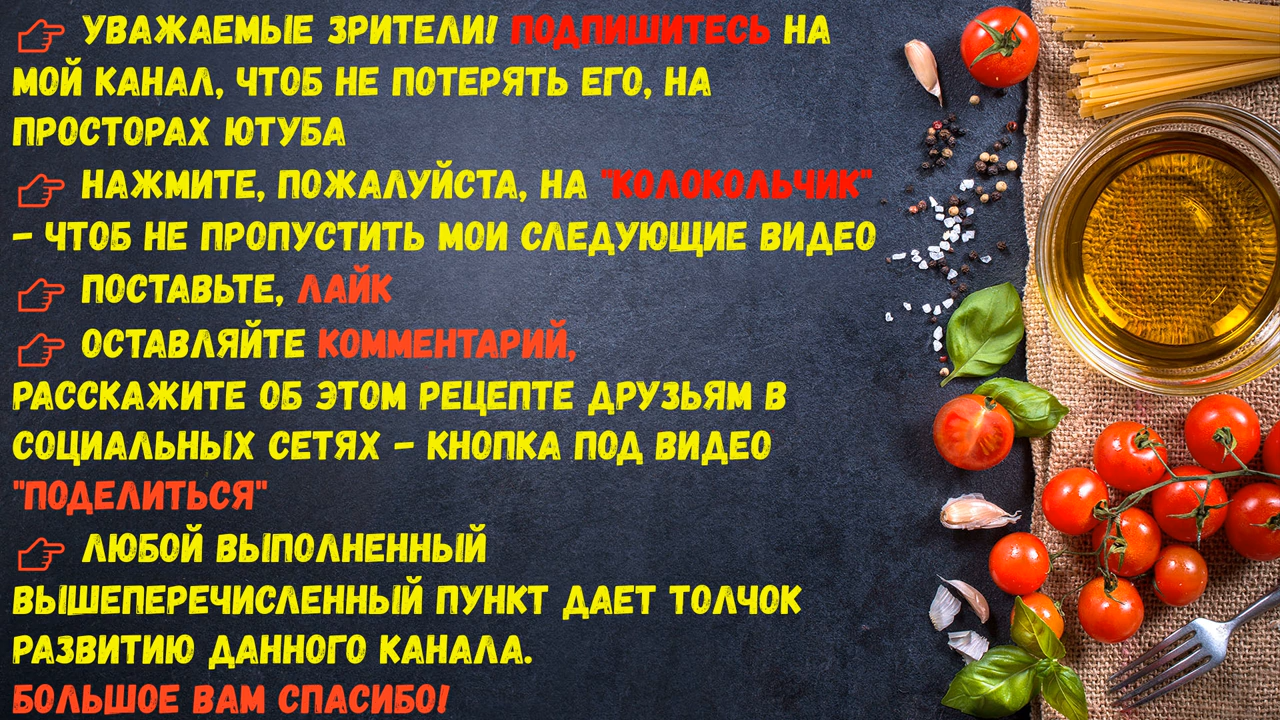 👉 УВАЖАЕМЫЕ ЗРИТЕЛИ! ПОДПИШИТЕСЬ НА
МОЙ КАНАЛ, ЧТОБ НЕ ПОТЕРЯТЬ ЕГО, НА
ПРОСТОРАХ ЮТУБА
👉 НАЖМИТЕ, ПОЖАЛУЙСТА, НА "КОЛОКОЛЬЧИК"
- ЧТОБ НЕ ПРОПУСТИТЬ МОИ СЛЕДУЮЩИЕ ВИДЕО
👉 ПОСТАВЬТЕ, ЛАЙК
👉 ОСТАВЛЯЙТЕ КОММЕНТАРИЙ,
РАССКАЖИТЕ ОБ ЭТОМ РЕЦЕПТЕ ДРУЗЬЯМ В
СОЦИАЛЬНЫХ СЕТЯХ - КНОПКА ПОД ВИДЕО
"ПОДЕЛИТЬСЯ"
👉 ЛЮБОЙ ВЫПОЛНЕННЫЙ
ВЫШЕПЕРЕЧИСЛЕННЫЙ ПУНКТ ДАЕТ ТОЛЧОК
РАЗВИТИЮ ДАННОГО КАНАЛА.
БОЛЬШОЕ ВАМ СПАСИБО!